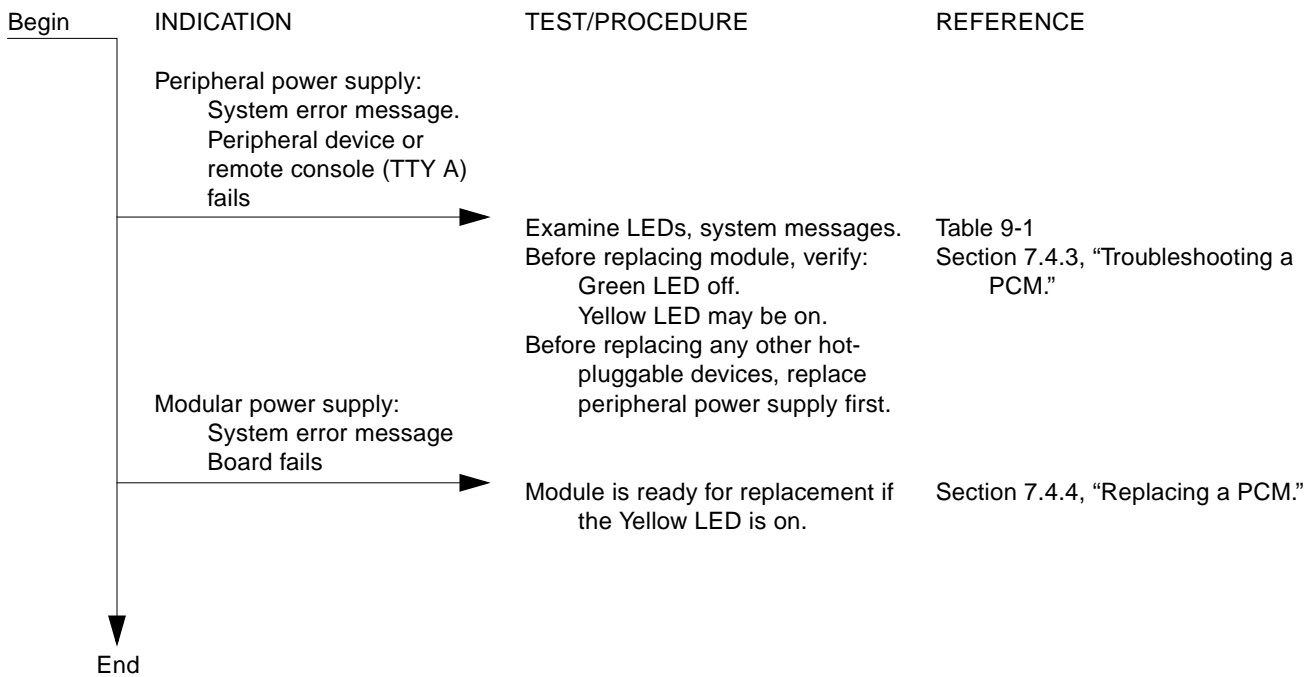 Begin
INDICATION
TEST/PROCEDURE
REFERENCE
Peripheral power supply:
System error message.
Peripheral device or
remote console (TTY A)
fails
Examine LEDs, system messages.
Before replacing module, verify:
Green LED off.
Yellow LED may be on.
Before replacing any other hot-
pluggable devices, replace
peripheral power supply first.
Table 9-1
Section 7.4.3, “Troubleshooting a
PCM.”
Modular power supply:
System error message
Board fails
Module is ready for replacement if
the Yellow LED is on.
Section 7.4.4, “Replacing a PCM.”
End